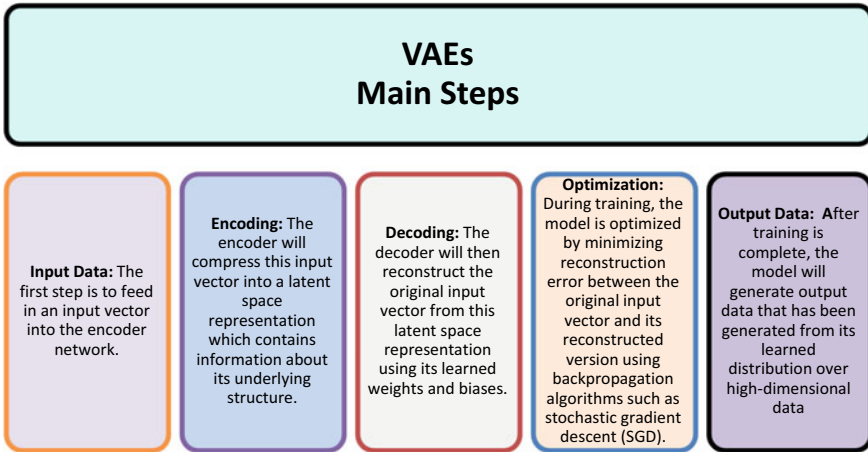 VAEs
Main Steps
Input Data: The
first step is to feed
in an input vector
into the encoder
network.
Encoding: The
encoder will
compress this input
vector into a latent
space
representation
which contains
information about
its underlying
structure.
Decoding: The
decoder will then
reconstruct the
original input
vector from this
latent space
representation
using its learned
weights and biases.
Optimization:
During training, the
model is optimized
by minimizing
reconstruction
error between the
original input
vector and its
reconstructed
version using
backpropagation
algorithms such as
stochastic gradient
descent (SGD).
Output Data: After
training is
complete, the
model will
generate output
data that has been
generated from its
learned
distribution over
high-dimensional
data